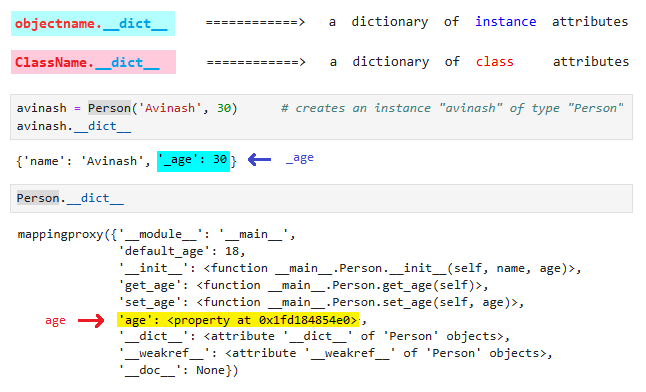 objectname.__dict__ ============> a dictionary of instance attributes
ClassName.__dict__ ============> a dictionary of class attributes
avinash = Person('Avinash', 30) # creates an instance "avinash" of type "Person"
avinash.__dict__
{'name': 'Avinash', '_age': 30} _age
Person.__dict__
mappingproxy({'__module__': '__main__',
'default_age': 18,
'__init__': <function __main__.Person.__init__(self, name, age)>,
'get_age': <function __main__.Person.get_age(self)>,
'set_age': <function __main__.Person.set_age(self, age)>,
age 'age': <property at 0x1fd184854e0>,
'__dict__': <attribute '__dict__' of 'Person' objects>,
'__weakref__': <attribute '__weakref__' of 'Person' objects>,
'__doc__': None})